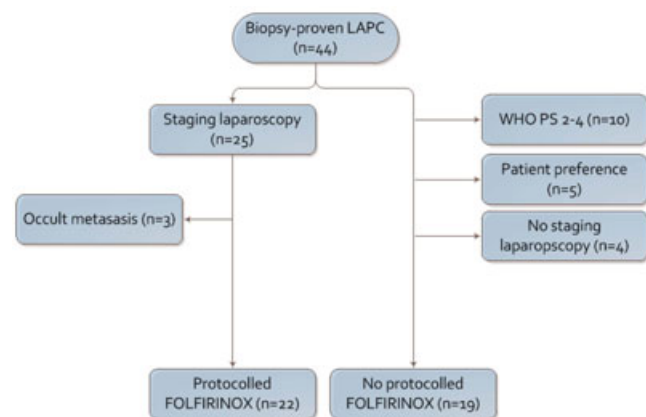 Biopsy-proven LAPC
(n=44)
Staging laparoscopy
(n=25)
WHO PS 2-4 (n=10)
Patient preference
(n=5)
Occult metasasis (n=3)
No staging
laparopscopy (n=4)
Protocolled
FOLFIRINOX (n=22)
No protocolled
FOLFIRINOX (n=19)